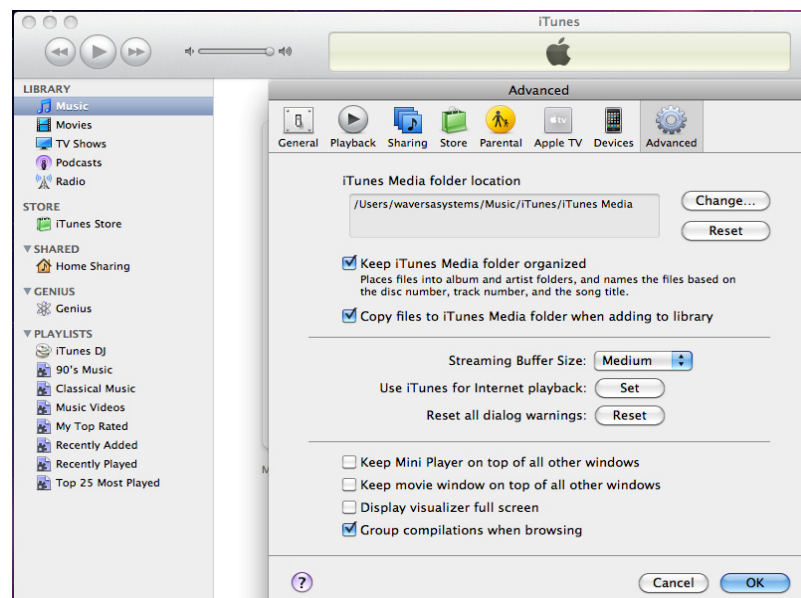 iTunes
LIBRARY
Music
Movies
TV Shows
Podcasts
Radio
STORE
iTunes Store
SHARED
Home Sharing
GENIUS
Genius
PLAYLISTS
iTunes DJ
90's Music
Classical Music
Music Videos
My Top Rated
Recently Added
Recently Played
Top 25 Most Played
M
Advanced
General Playback Sharing Store Parental Apple TV Devices Advanced
iTunes Media folder location
/Users/waversasystems/Music/iTunes/iTunes Media
Change...
Reset
Keep iTunes Media folder organized
Places files into album and artist folders, and names the files based on
the disc number, track number, and the song title.
Copy files to iTunes Media folder when adding to library
Streaming Buffer Size: Medium
Use iTunes for Internet playback: Set
Reset all dialog warnings: Reset
Keep Mini Player on top of all other windows
Keep movie window on top of all other windows
Display visualizer full screen
Group compilations when browsing
? Cancel OK